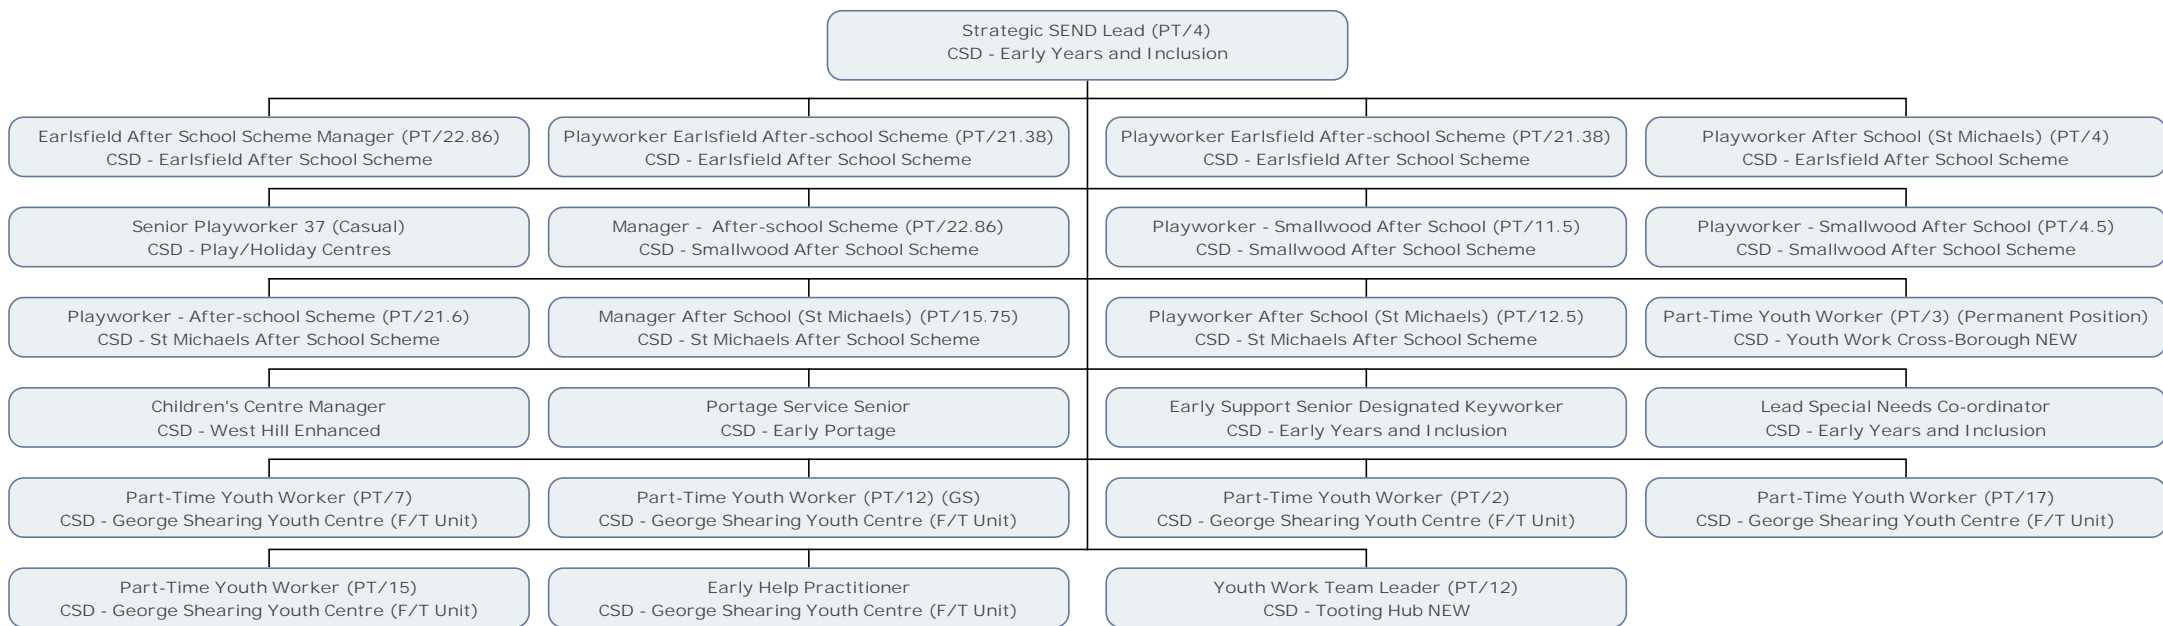 Strategic SEND Lead (PT/4)
CSD - Early Years and Inclusion
Earlsfield After School Scheme Manager (PT/22.86)
CSD - Earlsfield After School Scheme
Playworker Earlsfield After-school Scheme (PT/21.38)
CSD - Earlsfield After School Scheme
Playworker Earlsfield After-school Scheme (PT/21.38)
CSD - Earlsfield After School Scheme
Playworker After School (St Michaels) (PT/4)
CSD - Earlsfield After School Scheme
Senior Playworker 37 (Casual)
CSD - Play/Holiday Centres
Manager - After-school Scheme (PT/22.86)
CSD - Smallwood After School Scheme
Playworker - Smallwood After School (PT/11.5)
CSD - Smallwood After School Scheme
Playworker - Smallwood After School (PT/4.5)
CSD - Smallwood After School Scheme
Playworker - After-school Scheme (PT/21.6)
CSD - St Michaels After School Scheme
Manager After School (St Michaels) (PT/15.75)
CSD - St Michaels After School Scheme
Playworker After School (St Michaels) (PT/12.5)
CSD - St Michaels After School Scheme
Part-Time Youth Worker (PT/3) (Permanent Position)
CSD - Youth Work Cross-Borough NEW
Children's Centre Manager
CSD - West Hill Enhanced
Portage Service Senior
CSD - Early Portage
Early Support Senior Designated Keyworker
CSD - Early Years and Inclusion
Lead Special Needs Co-ordinator
CSD - Early Years and Inclusion
Part-Time Youth Worker (PT/7)
CSD - George Shearing Youth Centre (F/T Unit)
Part-Time Youth Worker (PT/12) (GS)
CSD - George Shearing Youth Centre (F/T Unit)
Part-Time Youth Worker (PT/2)
CSD - George Shearing Youth Centre (F/T Unit)
Part-Time Youth Worker (PT/17)
CSD - George Shearing Youth Centre (F/T Unit)
Part-Time Youth Worker (PT/15)
CSD - George Shearing Youth Centre (F/T Unit)
Early Help Practitioner
CSD - George Shearing Youth Centre (F/T Unit)
Youth Work Team Leader (PT/12)
CSD - Tooting Hub NEW